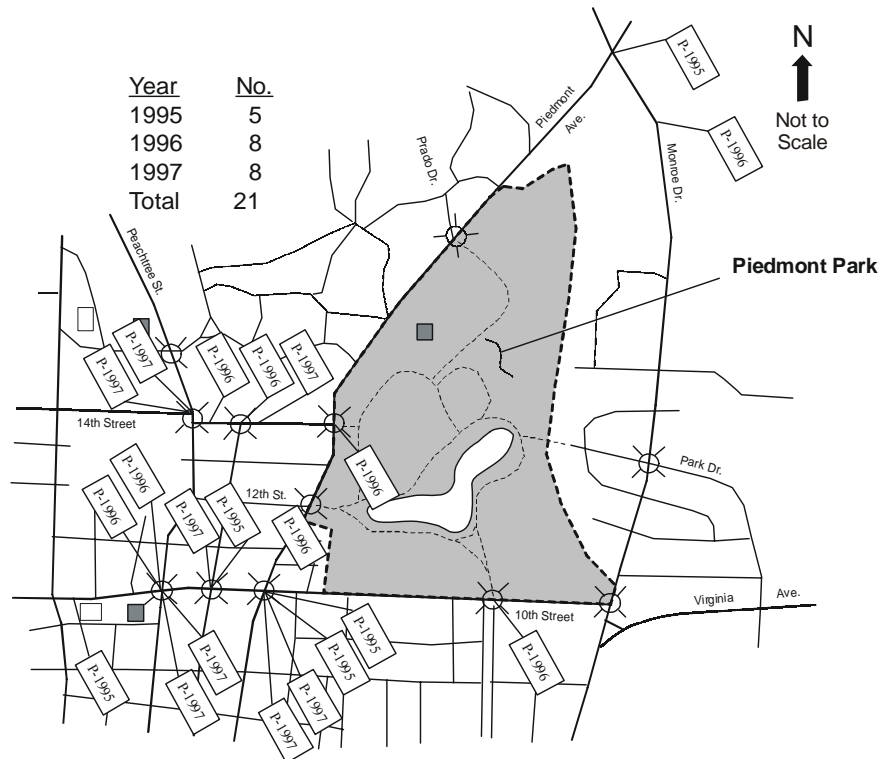 Year No.
1995 5
1996 8
1997 8
Total 21
N
Not to
Scale
P-1995
P-1996
Piedmont
Ave.
Prado Dr.
Monroe Dr.
Peachtree St.
Piedmont Park
P-1997
P-1997
P-1996
P-1996
P-1997
14th Street
P-1996
Park Dr.
12th St.
P-1996
P-1996
P-1997
P-1995
P-1996
10th Street
Virginia Ave.
P-1995
P-1997
P-1997
P-1995
P-1995
P-1997
P-1997
P-1996